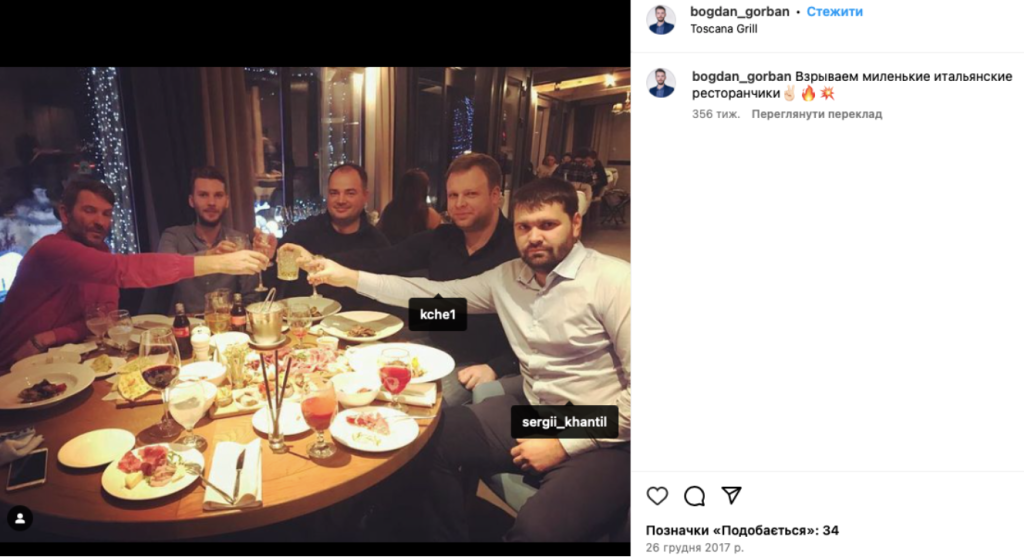 bogdan_gorban • Стежити
Toscana Grill
bogdan_gorban Взрываем миленькие итальянские
ресторанчики✌🏻🔥💥
356 тиж. Переглянути переклад
kche1
sergii_khantil
Позначки «Подобається»: 34
26 грудня 2017 р.